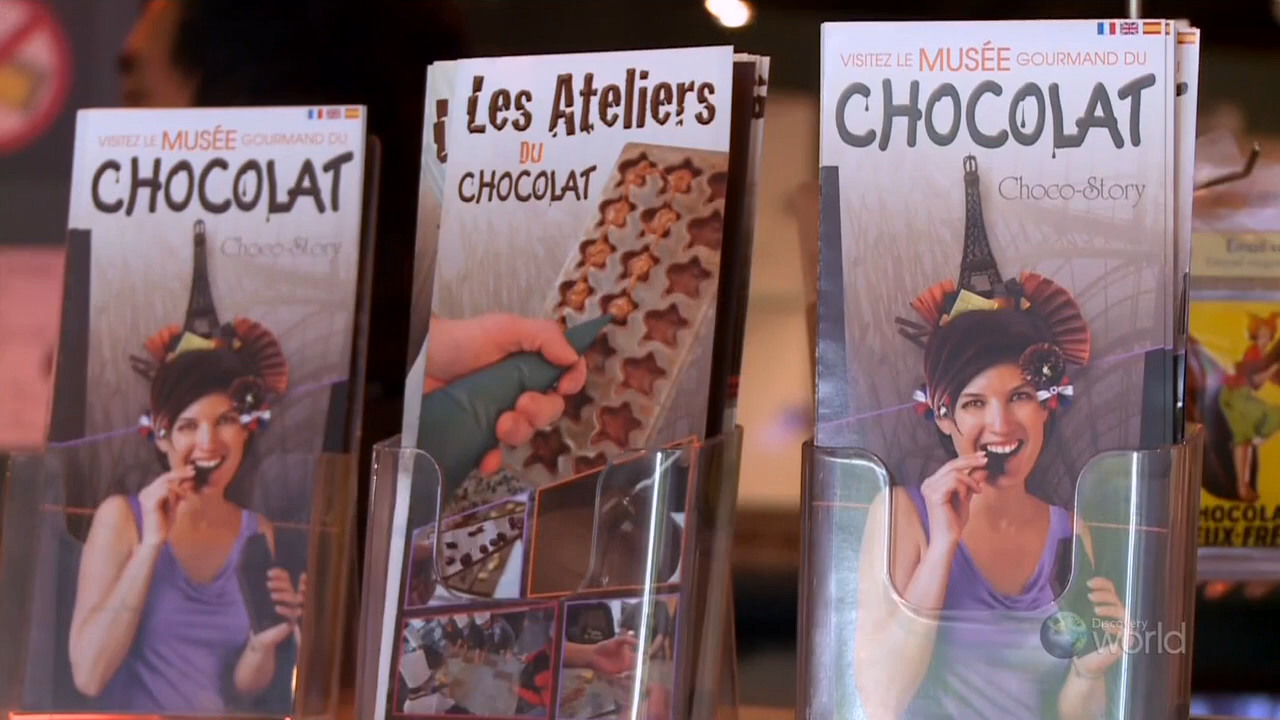 VISITEZ LE MUSÉE GOURMAND DU
CHOCOLAT
Choco-Story
Les Ateliers
DU
CHOCOLAT
VISITEZ LE MUSÉE GOURMAND DU
CHOCOLAT
Choco-Story
Discovery
world